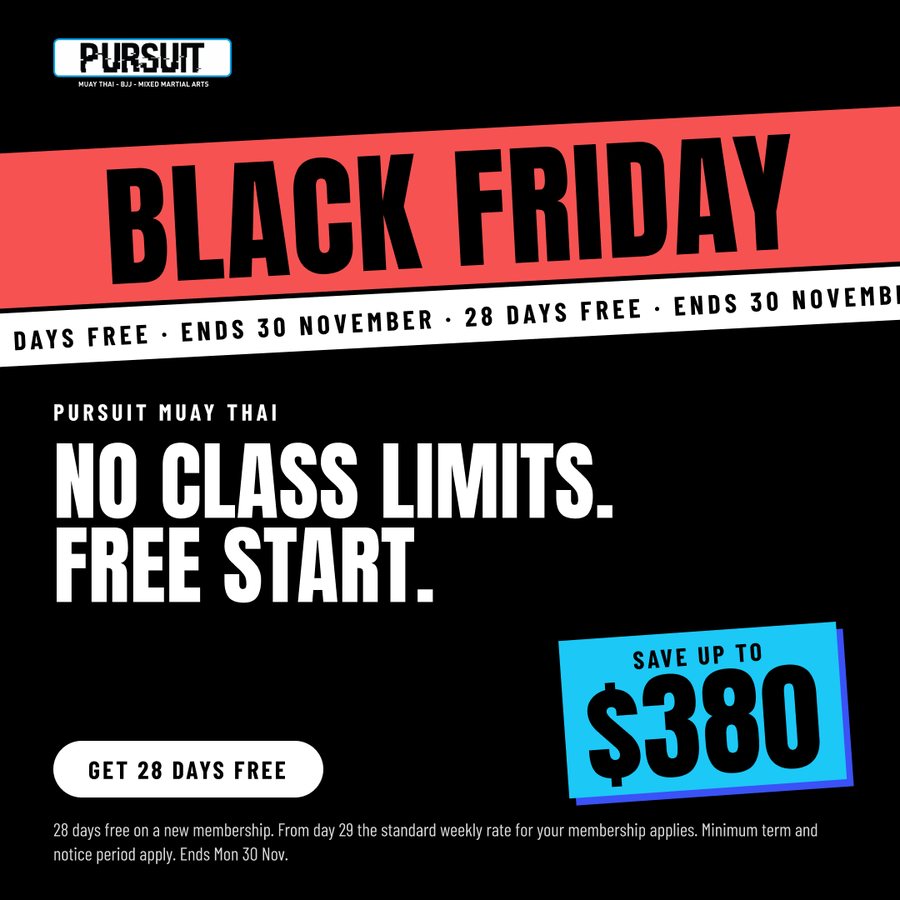 PURSUIT
MUAY THAI - BJJ - MIXED MARTIAL ARTS
BLACK FRIDAY
DAYS FREE · ENDS 30 NOVEMBER · 28 DAYS FREE · ENDS 30 NOVEMB
PURSUIT MUAY THAI
NO CLASS LIMITS.
FREE START.
SAVE UP TO
$380
GET 28 DAYS FREE
28 days free on a new membership. From day 29 the standard weekly rate for your membership applies. Minimum term and
notice period apply. Ends Mon 30 Nov.